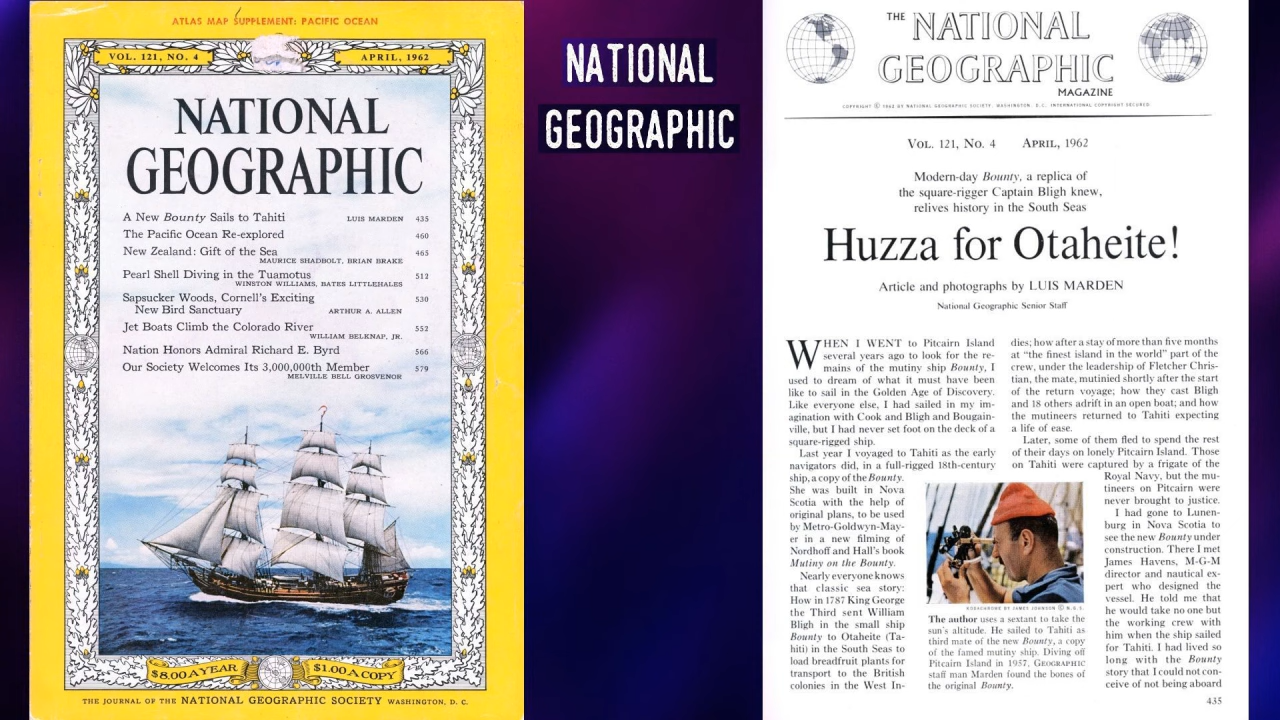 ATLAS MAP SUPPLEMENT: PACIFIC OCEAN
VOL. 121, NO. 4
APRIL, 1962
NATIONAL
GEOGRAPHIC
A New Bounty Sails to Tahiti LUIS MARDEN 435
The Pacific Ocean Re-explored 460
New Zealand: Gift of the Sea 465
MAURICE SHADBOLT, BRIAN BRAKE
Pearl Shell Diving in the Tuamotus 512
WINSTON WILLIAMS, BATES LITTLEHALES
Sapsucker Woods, Cornell's Exciting 530
New Bird Sanctuary ARTHUR A. ALLEN
Jet Boats Climb the Colorado River 552
WILLIAM BELKNAP, JR.
Nation Honors Admiral Richard E. Byrd 566
Our Society Welcomes Its 3,000,000th Member 579
MELVILLE BELL GROSVENOR
$8.00 A YEAR
$1.00 A COPY
THE JOURNAL OF THE NATIONAL GEOGRAPHIC SOCIETY WASHINGTON, D. C.
NATIONAL
GEOGRAPHIC
THE NATIONAL
GEOGRAPHIC
MAGAZINE
COPYRIGHT © 1962 BY NATIONAL GEOGRAPHIC SOCIETY, WASHINGTON, D.C. INTERNATIONAL COPYRIGHT SECURED
VOL. 121, NO. 4 APRIL, 1962
Modern-day Bounty, a replica of
the square-rigger Captain Bligh knew,
relives history in the South Seas
Huzza for Otaheite!
Article and photographs by LUIS MARDEN
National Geographic Senior Staff
WHEN I WENT to Pitcairn Island
several years ago to look for the re-
mains of the mutiny ship Bounty, I
used to dream of what it must have been
like to sail in the Golden Age of Discovery.
Like everyone else, I had sailed in my im-
agination with Cook and Bligh and Bougain-
ville, but I had never set foot on the deck of a
square-rigged ship.
Last year I voyaged to Tahiti as the early
navigators did, in a full-rigged 18th-century
ship, a copy of the Bounty.
She was built in Nova
Scotia with the help of
original plans, to be used
by Metro-Goldwyn-May-
er in a new filming of
Nordhoff and Hall's book
Mutiny on the Bounty.
Nearly everyone knows
that classic sea story:
How in 1787 King George
the Third sent William
Bligh in the small ship
Bounty to Otaheite (Ta-
hiti) in the South Seas to
load breadfruit plants for
transport to the British
colonies in the West In-
dies; how after a stay of more than five months
at "the finest island in the world" part of the
crew, under the leadership of Fletcher Chris-
tian, the mate, mutinied shortly after the start
of the return voyage; how they cast Bligh
and 18 others adrift in an open boat; and how
the mutineers returned to Tahiti expecting
a life of ease.
Later, some of them fled to spend the rest
of their days on lonely Pitcairn Island. Those
on Tahiti were captured by a frigate of the
Royal Navy, but the mu-
tineers on Pitcairn were
never brought to justice.
I had gone to Lunen-
burg in Nova Scotia to
see the new Bounty under
construction. There I met
James Havens, M-G-M
director and nautical ex-
pert who designed the
vessel. He told me that
he would take no one but
the working crew with
him when the ship sailed
for Tahiti. I had lived so
long with the Bounty
story that I could not con-
ceive of not being aboard
KODACHROME BY JAMES JOHNSON © N.G.S.
The author uses a sextant to take the
sun's altitude. He sailed to Tahiti as
third mate of the new Bounty, a copy
of the famed mutiny ship. Diving off
Pitcairn Island in 1957, GEOGRAPHIC
staff man Marden found the bones of
the original Bounty.
435